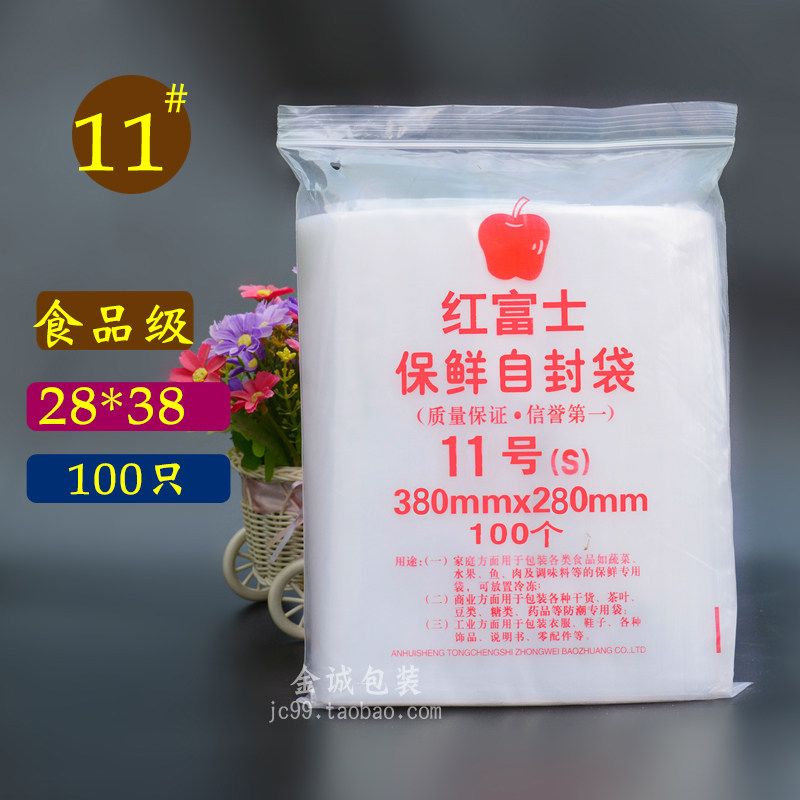 11#
食品级
28*38
100只
红富士
保鲜自封袋
(质量保证·信誉第一)
11号(S)
380mmx280mm
100个
用途:(一)家庭方面用于包装各类食品如蔬菜、
水果、鱼、肉及调味料等的保鲜专用
袋,可放置冷冻;
(二)商业方面用于包装各种干货、茶叶、
豆类、糖类、药品等防潮专用袋;
(三)工业方面用于包装衣服、鞋子、各种
饰品、说明书、零配件等。
ANHUISHENG TONGCHENGSHI ZHONGWEI BAOZHUANG CO.,LTD
金诚包装
jc99.taobao.com